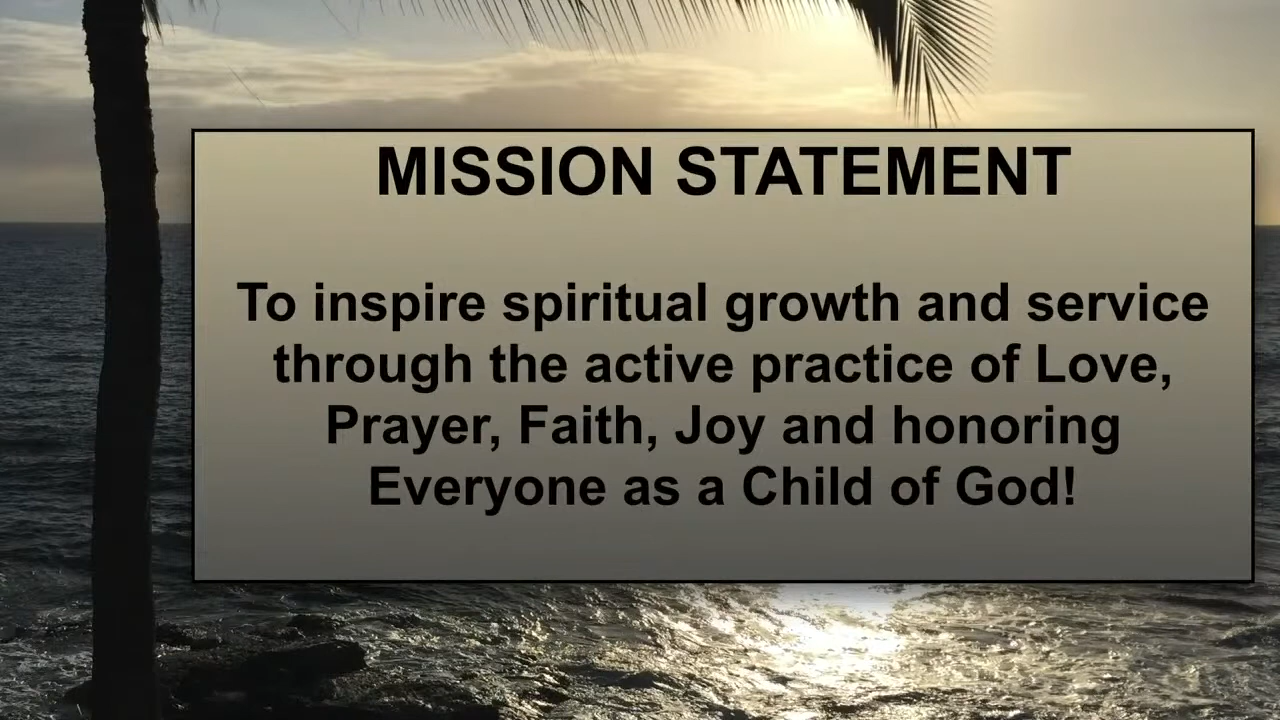 MISSION STATEMENT
To inspire spiritual growth and service
through the active practice of Love,
Prayer, Faith, Joy and honoring
Everyone as a Child of God!